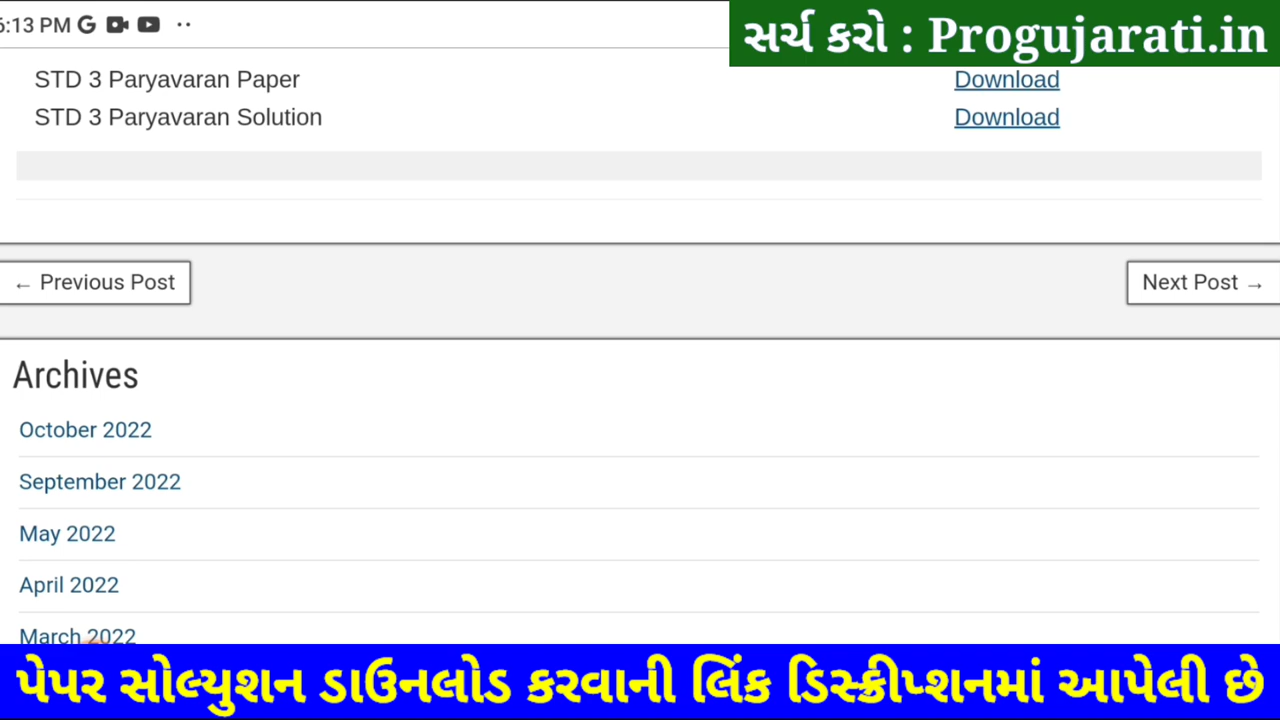 6:13 PM
સર્ચ કરો : Progujarati.in
STD 3 Paryavaran Paper Download
STD 3 Paryavaran Solution Download
← Previous Post Next Post →
Archives
October 2022
September 2022
May 2022
April 2022
March 2022
પેપર સોલ્યુશન ડાઉનલોડ કરવાની લિંક ડિસ્ક્રીપ્શનમાં આપેલી છે